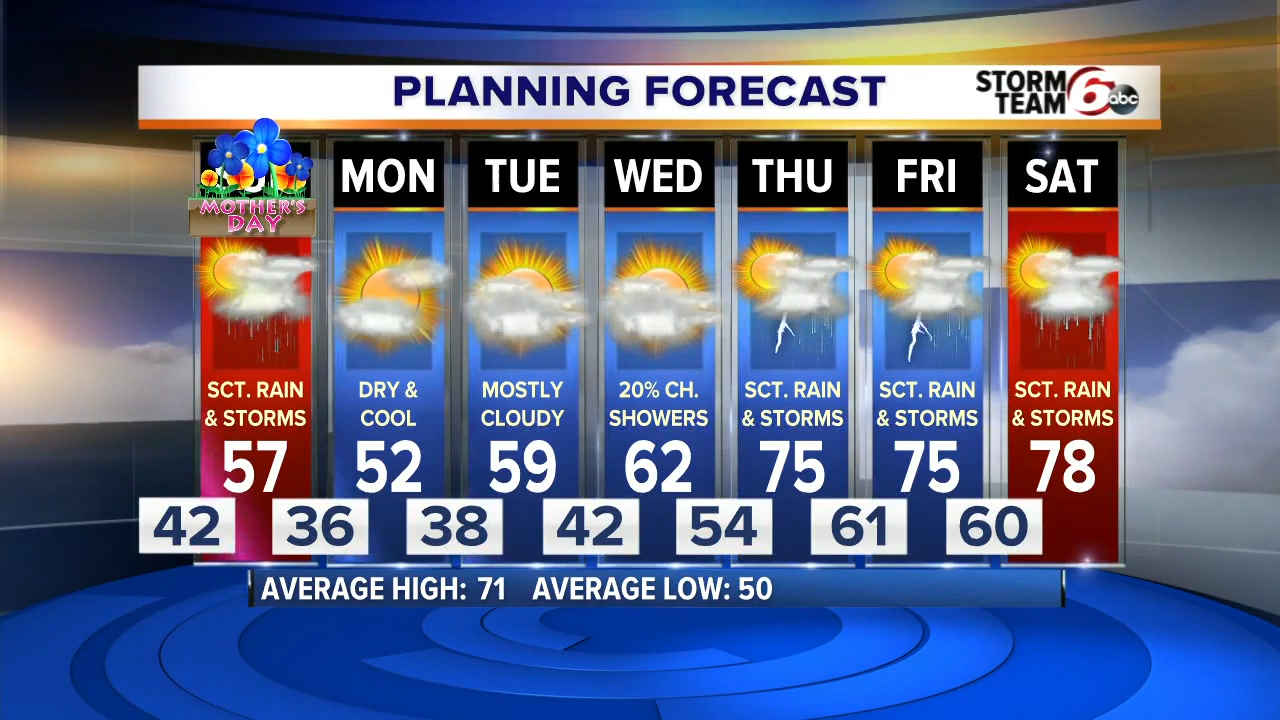 PLANNING FORECAST
STORM
TEAM 6 abc
MOTHER'S
DAY
MON
TUE
WED
THU
FRI
SAT
SCT. RAIN
& STORMS
DRY &
COOL
MOSTLY
CLOUDY
20% CH.
SHOWERS
SCT. RAIN
& STORMS
SCT. RAIN
& STORMS
SCT. RAIN
& STORMS
57
52
59
62
75
75
78
42
36
38
42
54
61
60
AVERAGE HIGH: 71 AVERAGE LOW: 50